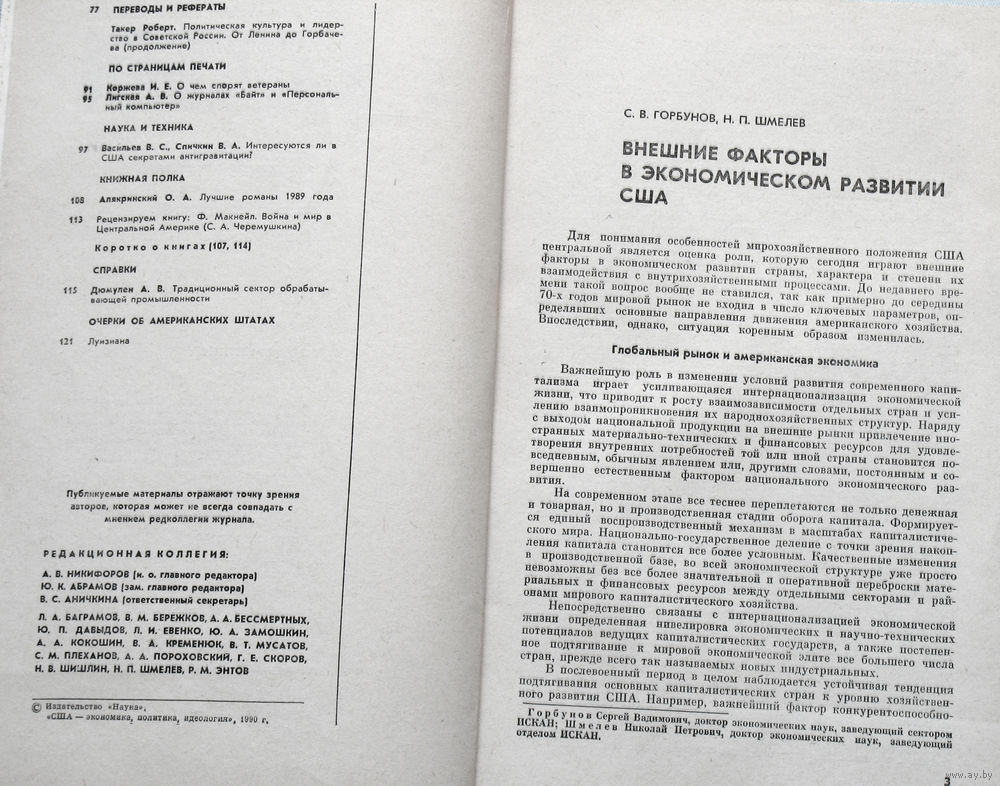 77 ПЕРЕВОДЫ И РЕФЕРАТЫ
Такер Роберт. Политическая культура и лидер-
ство в Советской России. От Ленина до Горбаче-
ва (продолжение)
ПО СТРАНИЦАМ ПЕЧАТИ
91 Коржева И. Е. О чем спорят ветераны
95 Лигская А. В. О журналах «Байт» и «Персональ-
ный компьютер»
НАУКА И ТЕХНИКА
97 Васильев В. С., Спичкин В. А. Интересуются ли в
США секретами антигравитации?
КНИЖНАЯ ПОЛКА
108 Алякринский О. А. Лучшие романы 1989 года
113 Рецензируем книгу: Ф. Макнейл. Война и мир в
Центральной Америке (С. А. Черемушкина)
Коротко о книгах (107, 114)
СПРАВКИ
115 Дюмулен А. В. Традиционный сектор обрабаты-
вающей промышленности
ОЧЕРКИ ОБ АМЕРИКАНСКИХ ШТАТАХ
121 Луизиана
Публикуемые материалы отражают точку зрения
авторов, которая может не всегда совпадать с
мнением редколлегии журнала.
РЕДАКЦИОННАЯ КОЛЛЕГИЯ:
А. В. НИКИФОРОВ (и. о. главного редактора)
Ю. К. АБРАМОВ (зам. главного редактора)
В. С. АНИЧКИНА (ответственный секретарь)
Л. А. БАГРАМОВ, В. М. БЕРЕЖКОВ, А. А. БЕССМЕРТНЫХ,
Ю. П. ДАВЫДОВ, Л. И. ЕВЕНКО, Ю. А. ЗАМОШКИН,
А. А. КОКОШИН, В. А. КРЕМЕНЮК, В. Т. МУСАТОВ,
С. М. ПЛЕХАНОВ, А. А. ПОРОХОВСКИЙ, Г. Е. СКОРОВ,
Н. В. ШИШЛИН, Н. П. ШМЕЛЕВ, Р. М. ЭНТОВ
© Издательство «Наука»,
«США — экономика, политика, идеология», 1990 г.
С. В. ГОРБУНОВ, Н. П. ШМЕЛЕВ
ВНЕШНИЕ ФАКТОРЫ
В ЭКОНОМИЧЕСКОМ РАЗВИТИИ
США
Для понимания особенностей мирохозяйственного положения США
центральной является оценка роли, которую сегодня играют внешние
факторы в экономическом развитии страны, характера и степени их
взаимодействия с внутрихозяйственными процессами. До недавнего вре-
мени такой вопрос вообще не ставился, так как примерно до середины
70-х годов мировой рынок не входил в число ключевых параметров, оп-
ределявших основные направления движения американского хозяйства.
Впоследствии, однако, ситуация коренным образом изменилась.
Глобальный рынок и американская экономика
Важнейшую роль в изменении условий развития современного капи-
тализма играет усиливающаяся интернационализация экономической
жизни, что приводит к росту взаимозависимости отдельных стран и уси-
лению взаимопроникновения их народнохозяйственных структур. Наряду
с выходом национальной продукции на внешние рынки привлечение ино-
странных материально-технических и финансовых ресурсов для удовле-
творения внутренних потребностей той или иной страны становится по-
вседневным, обычным явлением или, другими словами, постоянным и со-
вершенно естественным фактором национального экономического раз-
вития.
На современном этапе все теснее переплетаются не только денежная
и товарная, но и производственная стадии оборота капитала. Формирует-
ся единый воспроизводственный механизм в масштабах капиталистиче-
ского мира. Национально-государственное деление с точки зрения накоп-
ления капитала становится все более условным. Качественные изменения
в производственной базе, во всей экономической структуре уже просто
невозможны без все более значительной и оперативной переброски мате-
риальных и финансовых ресурсов между отдельными секторами и рай-
онами мирового капиталистического хозяйства.
Непосредственно связаны с интернационализацией экономической
жизни определенная нивелировка экономических и научно-технических
потенциалов ведущих капиталистических государств, а также постепен-
ное подтягивание к мировой экономической элите все большего числа
стран, прежде всего так называемых новых индустриальных.
В послевоенный период в целом наблюдается устойчивая тенденция
подтягивания основных капиталистических стран к уровню хозяйствен-
ного развития США. Например, важнейший фактор конкурентоспособно-
Горбунов Сергей Вадимович, доктор экономических наук, заведующий сектором
ИСКАН; Шмелев Николай Петрович, доктор экономических наук, заведующий
отделом ИСКАН.
3
www.ay.by